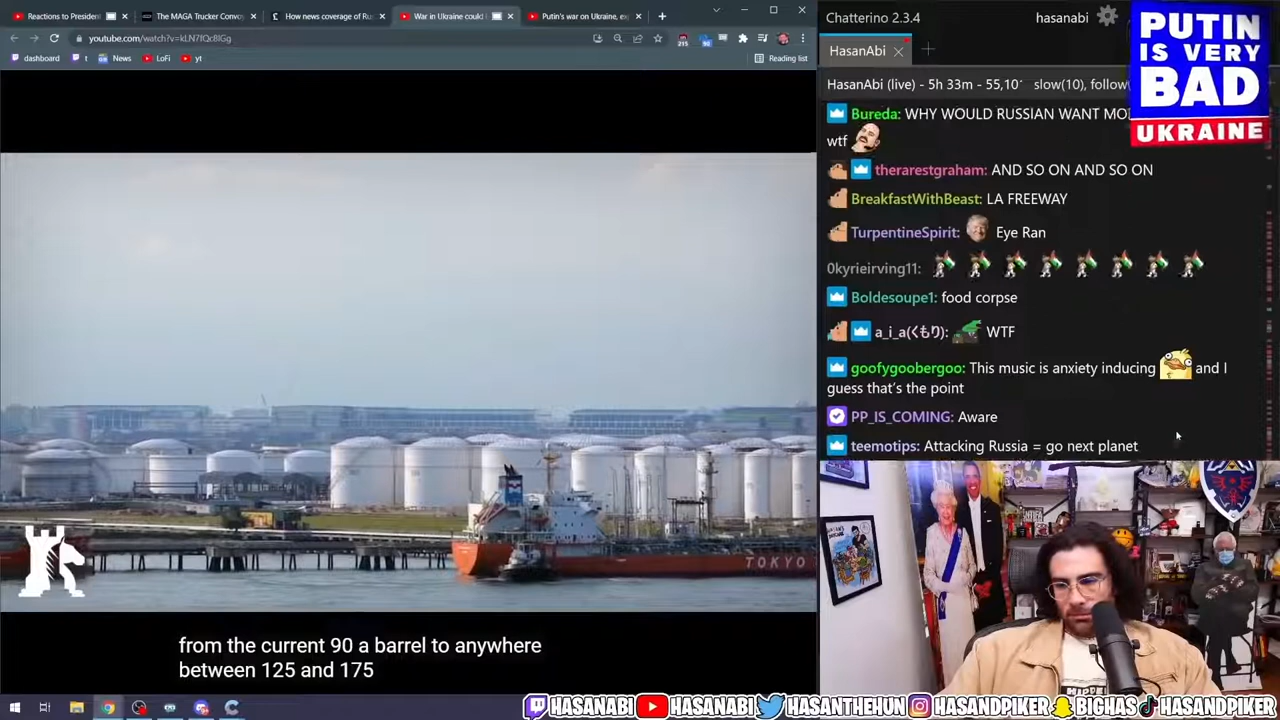 Reactions to President
The MAGA Trucker Convo
How news coverage of Rus
War in Ukraine could
Putin's war on Ukraine, ex
youtube.com/watch?v=kLN7fQc8lGg
dashboard
t
News
LoFi
yt
Reading list
TOKYO
from the current 90 a barrel to anywhere
between 125 and 175
Chatterino 2.3.4
hasanabi
HasanAbi
HasanAbi (live) - 5h 33m - 55,10
slow(10), follow
PUTIN
IS VERY
BAD
UKRAINE
Bureda: WHY WOULD RUSSIAN WANT MO
wtf
therarestgraham: AND SO ON AND SO ON
BreakfastWithBeast: LA FREEWAY
TurpentineSpirit: Eye Ran
0kyrieirving11:
Boldesoupe1: food corpse
a_i_a(くもり): WTF
goofygoobergoo: This music is anxiety inducing and I
guess that's the point
PP_IS_COMING: Aware
teemotips: Attacking Russia = go next planet
HASANABI HASANABI HASANTHEHUN HASANDPIKER BIGHAS HASANDPIKER